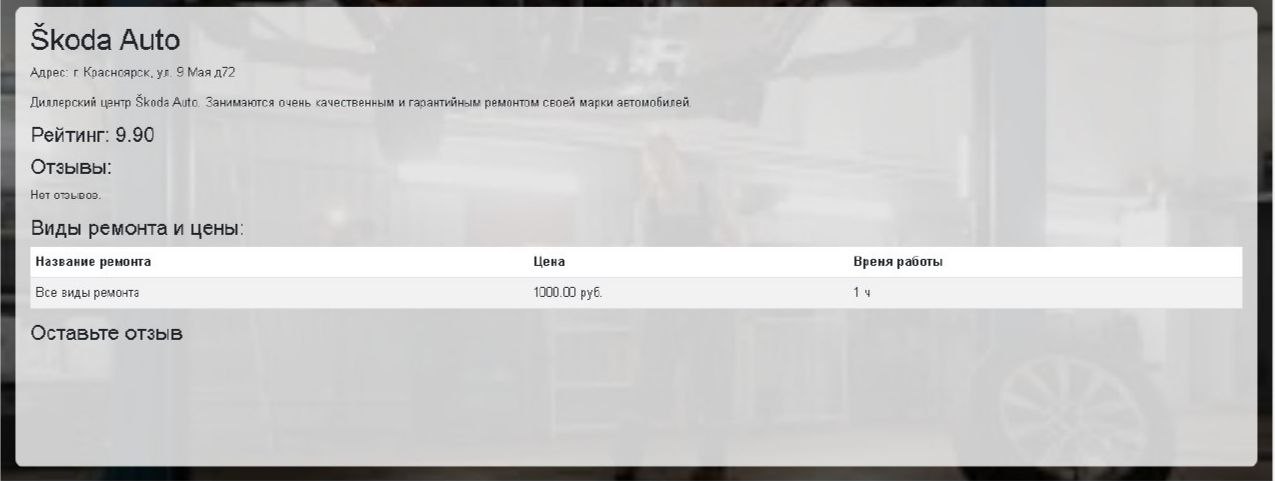 Škoda Auto
Адрес: г. Красноярск, ул. 9 Мая д72
Диллерский центр Škoda Auto. Занимаются очень качественным и гарантийным ремонтом своей марки автомобилей.
Рейтинг: 9.90
Отзывы:
Нет отзывов.
Виды ремонта и цены:
Название ремонта Цена Время работы
Все виды ремонта 1000.00 руб. 1 ч
Оставьте отзыв